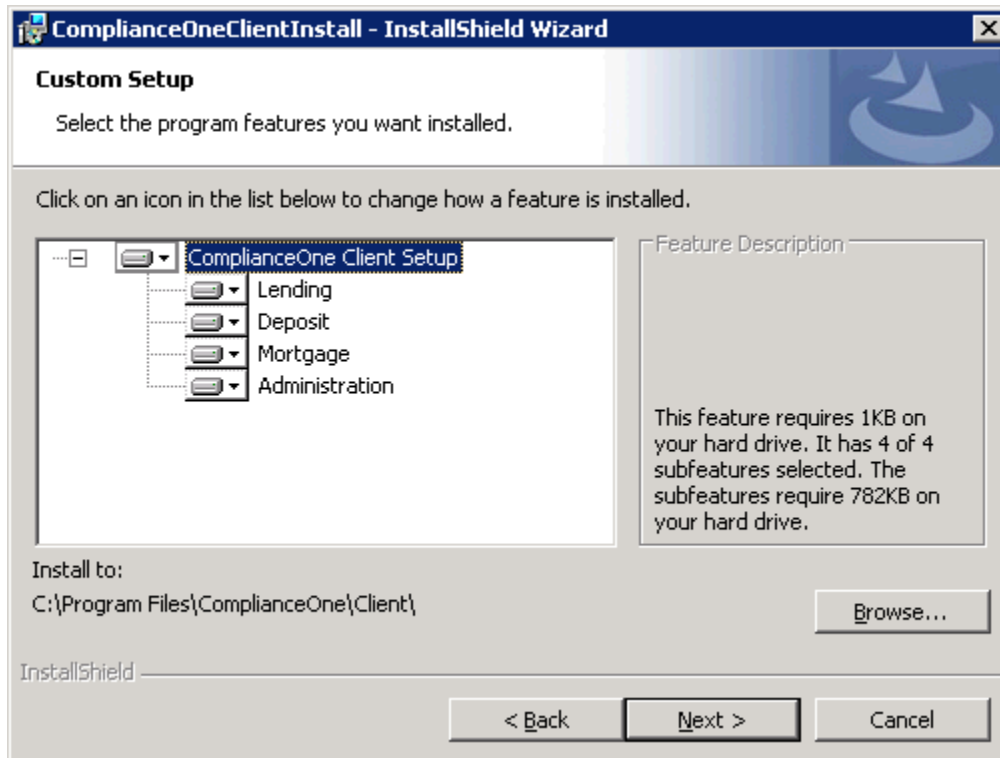 ComplianceOneClientInstall - InstallShield Wizard
Custom Setup
Select the program features you want installed.
Click on an icon in the list below to change how a feature is installed.
ComplianceOne Client Setup
Lending
Deposit
Mortgage
Administration
Feature Description
This feature requires 1KB on
your hard drive. It has 4 of 4
subfeatures selected. The
subfeatures require 782KB on
your hard drive.
Install to:
C:\Program Files\ComplianceOne\Client\
Browse...
InstallShield
< Back
Next >
Cancel